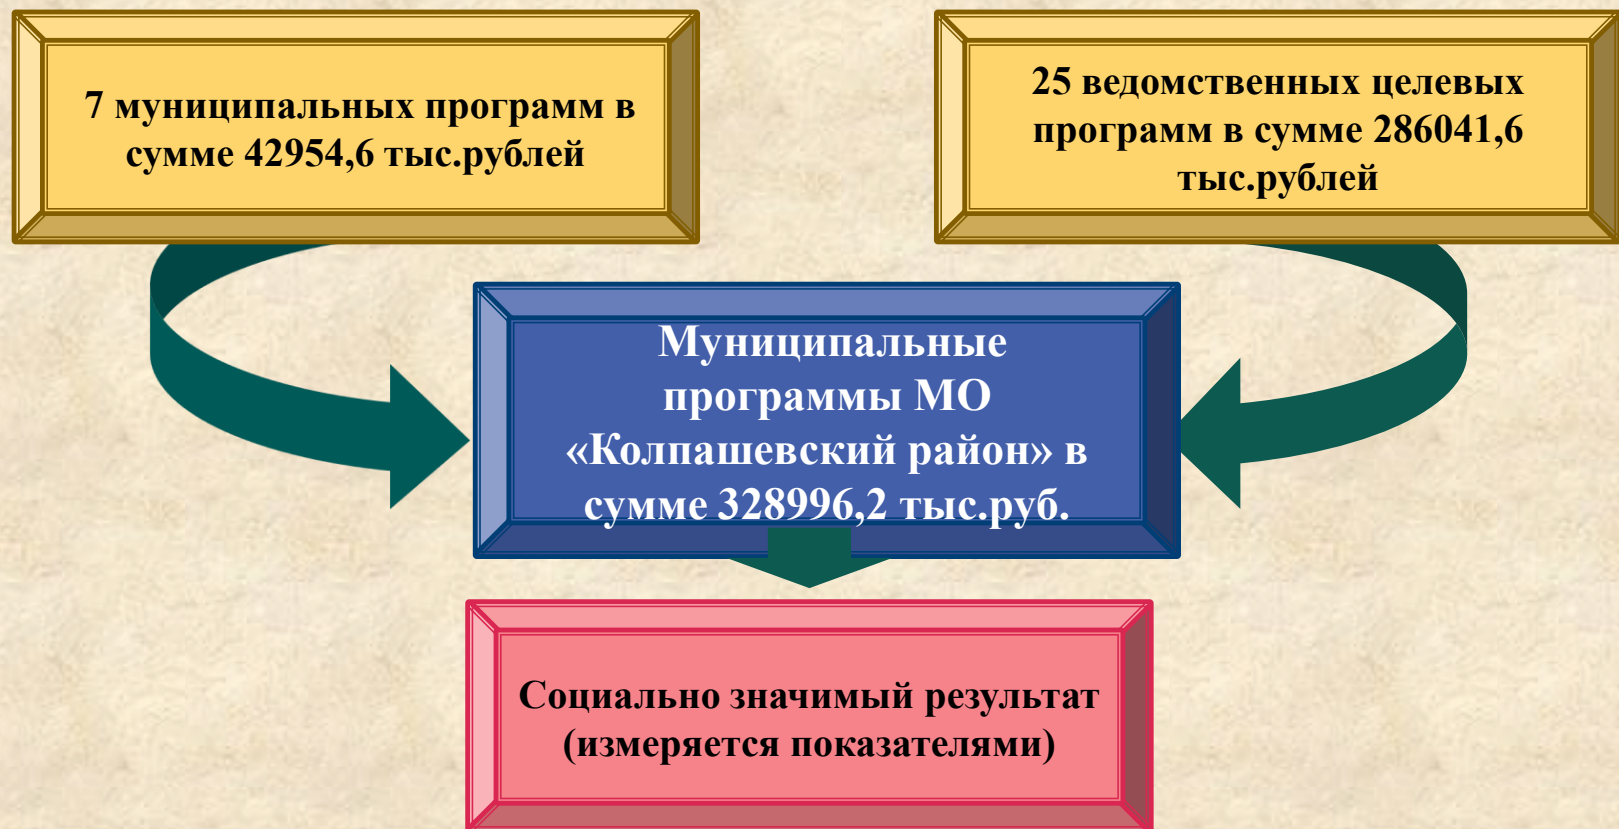 7 муниципальных программ в
сумме 42954,6 тыс.рублей
25 ведомственных целевых
программ в сумме 286041,6
тыс.рублей
Муниципальные
программы МО
«Колпашевский район» в
сумме 328996,2 тыс.руб.
Социально значимый результат
(измеряется показателями)